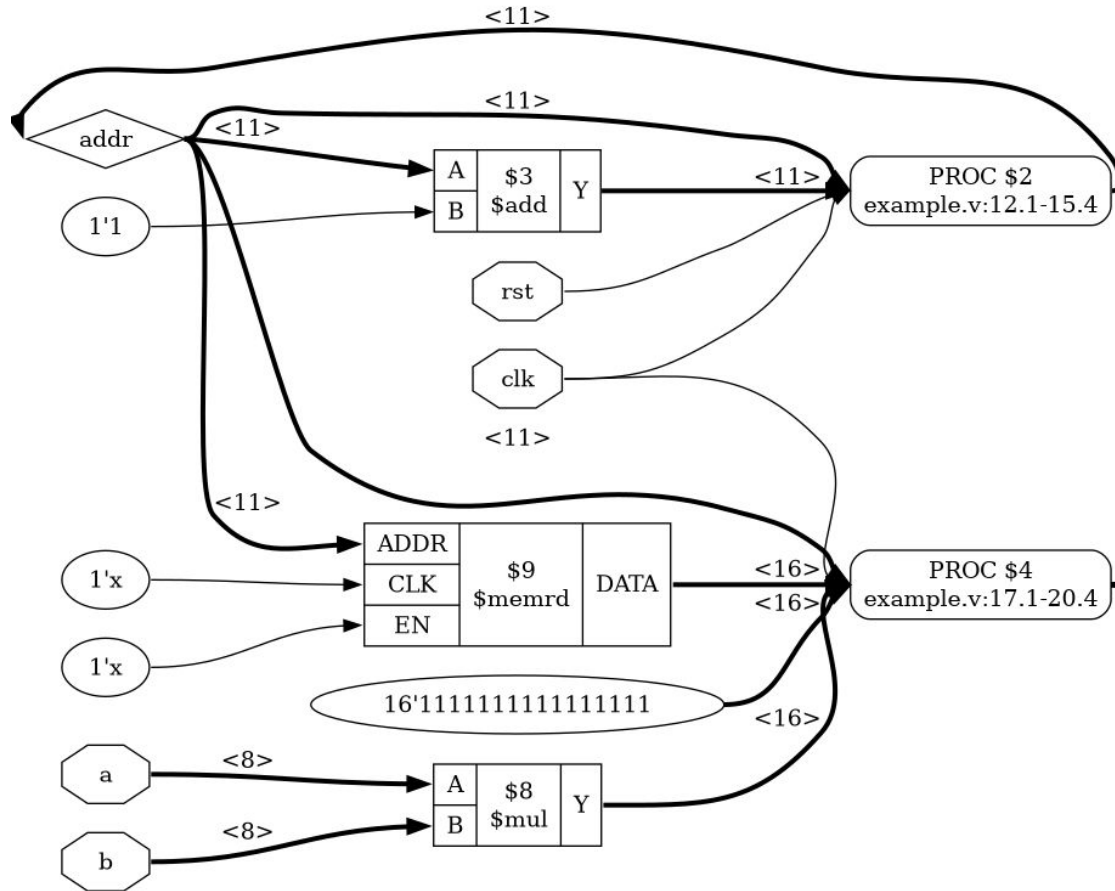 <11>
<11>
<11>
addr
A
$3
$add
Y
B
<11>
PROC $2
example.v:12.1-15.4
1'1
rst
clk
<11>
<11>
ADDR
CLK
EN
$9
$memrd
DATA
<16>
<16>
PROC $4
example.v:17.1-20.4
1'x
1'x
16'1111111111111111
<16>
a
<8>
A
B
$8
$mul
Y
b
<8>